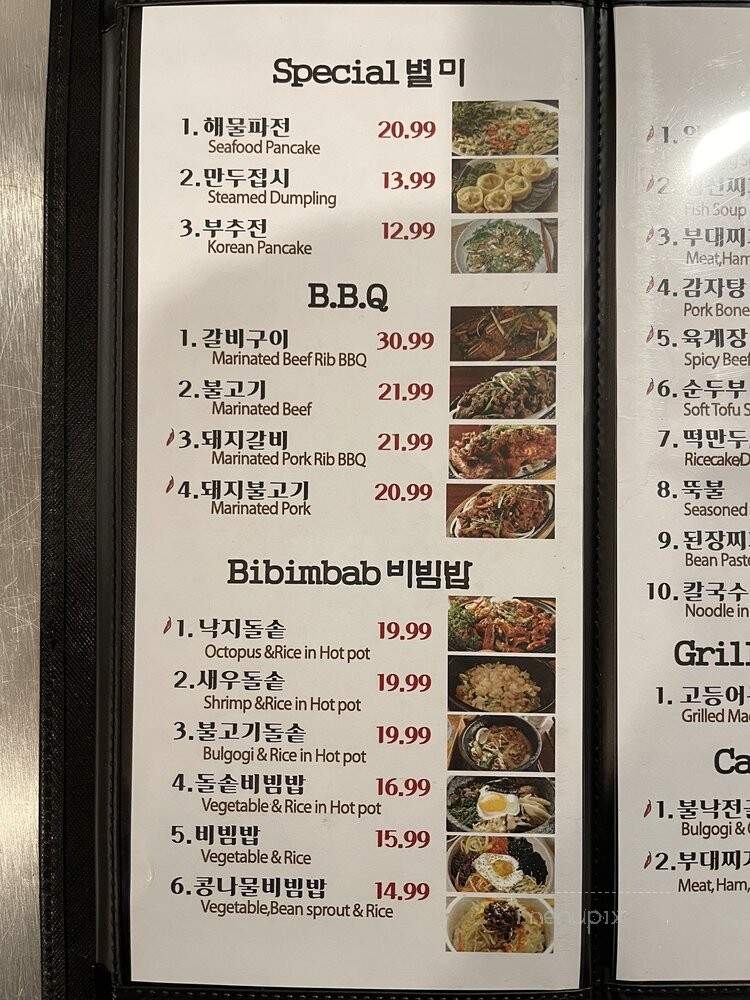 Special 별미
1. 해물파전 20.99
Seafood Pancake
2. 만두접시 13.99
Steamed Dumpling
3. 부추전 12.99
Korean Pancake
B.B.Q
1. 갈비구이 30.99
Marinated Beef Rib BBQ
2. 불고기 21.99
Marinated Beef
3. 돼지갈비 21.99
Marinated Pork Rib BBQ
4. 돼지불고기 20.99
Marinated Pork
Bibimbab 비빔밥
1. 낙지돌솥 19.99
Octopus &Rice in Hot pot
2. 새우돌솥 19.99
Shrimp &Rice in Hot pot
3. 불고기돌솥 19.99
Bulgogi & Rice in Hot pot
4. 돌솥비빔밥 16.99
Vegetable & Rice in Hot pot
5. 비빔밥 15.99
Vegetable & Rice
6. 콩나물비빔밥 14.99
Vegetable,Bean sprout & Rice
1.
2.
Fish Soup
3. 부대찌
Meat,Ham
4. 감자탕
Pork Bone
5. 육게장
Spicy Beef
6. 순두부
Soft Tofu S
7. 떡만두
Ricecake,D
8. 뚝불
Seasoned
9. 된장찌
Bean Paste
10. 칼국수
Noodle in
Grill
1. 고등어
Grilled Ma
Ca
1. 불낙전골
Bulgogi &
2. 부대찌개
Meat, Ham,
menupix